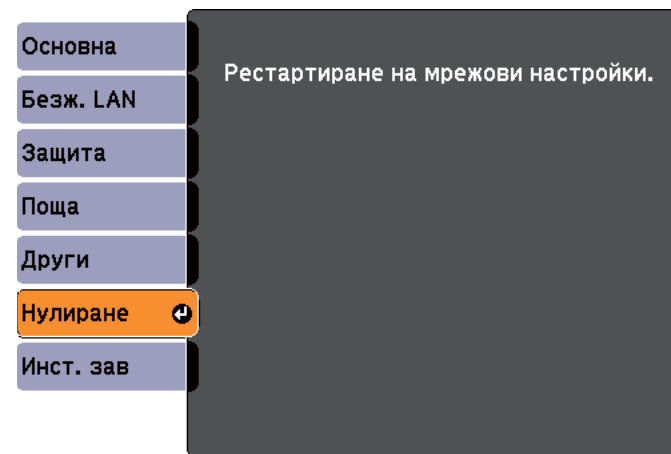 Основна
Безж. LAN
Защита
Поща
Други
Нулиране
Инст. зав
Рестартиране на мрежови настройки.